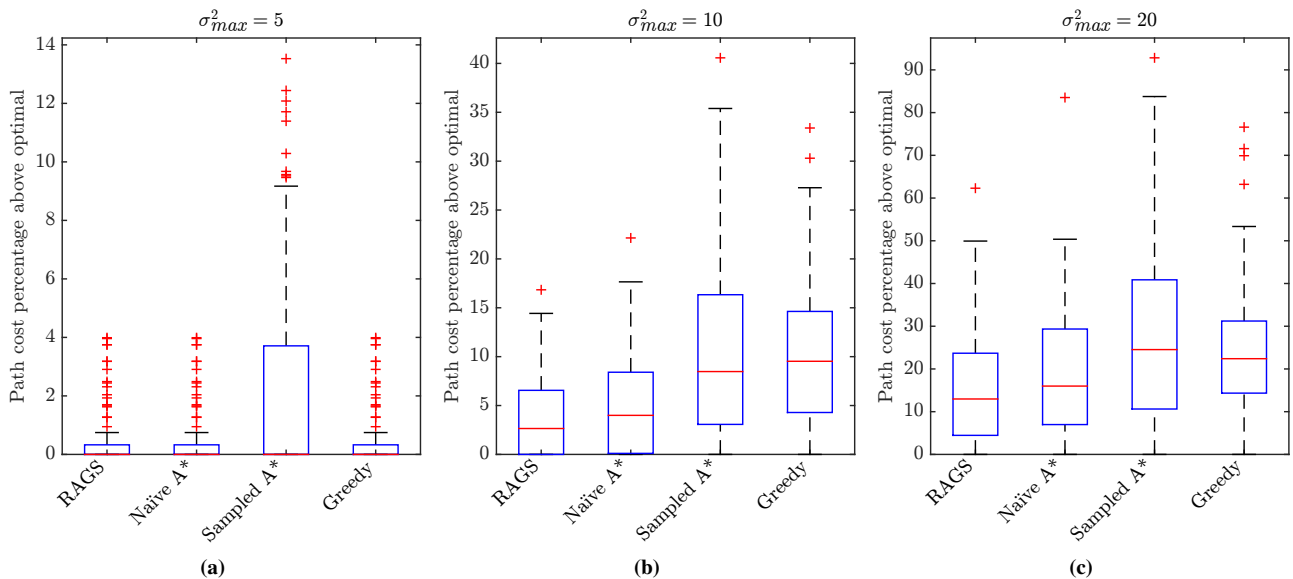 σ²max = 5
Path cost percentage above optimal
14
12
10
8
6
4
2
0
RAGS
Naïve A*
Sampled A*
Greedy
(a)
σ²max = 10
Path cost percentage above optimal
40
35
30
25
20
15
10
5
0
RAGS
Naïve A*
Sampled A*
Greedy
(b)
σ²max = 20
Path cost percentage above optimal
90
80
70
60
50
40
30
20
10
0
RAGS
Naïve A*
Sampled A*
Greedy
(c)